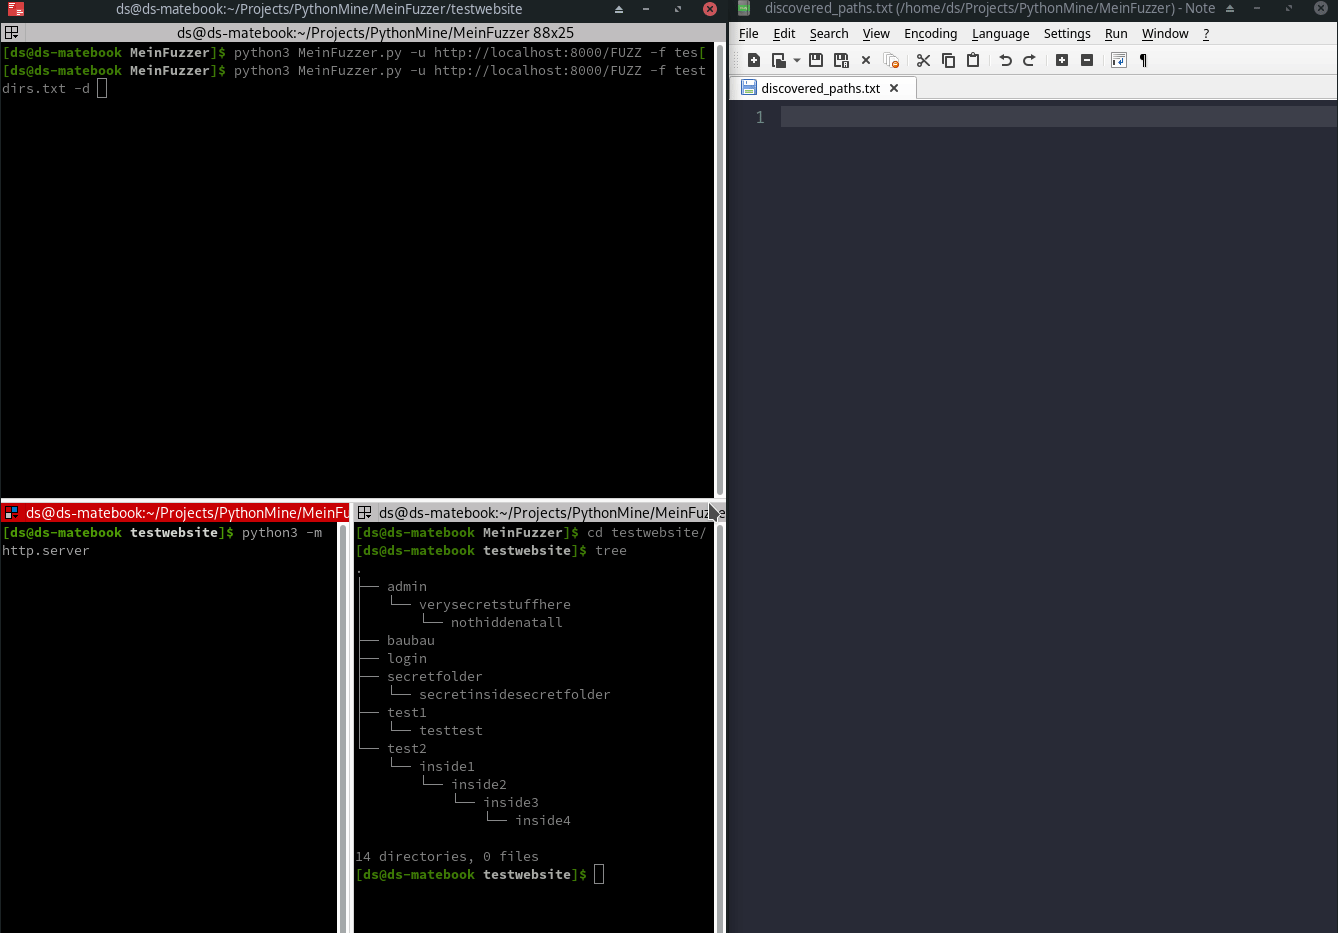 ds@ds-matebook:~/Projects/PythonMine/MeinFuzzer/testwebsite
ds@ds-matebook:~/Projects/PythonMine/MeinFuzzer 88x25
[ds@ds-matebook MeinFuzzer]$ python3 MeinFuzzer.py -u http://localhost:8000/FUZZ -f tes[
[ds@ds-matebook MeinFuzzer]$ python3 MeinFuzzer.py -u http://localhost:8000/FUZZ -f test
dirs.txt -d
ds@ds-matebook:~/Projects/PythonMine/MeinFu
[ds@ds-matebook testwebsite]$ python3 -m
http.server
ds@ds-matebook:~/Projects/PythonMine/MeinFuzze
[ds@ds-matebook MeinFuzzer]$ cd testwebsite/
[ds@ds-matebook testwebsite]$ tree
.
├── admin
│   └── verysecretstuffhere
│       └── nothiddenatall
├── baubau
├── login
├── secretfolder
│   └── secretinsidesecretfolder
├── test1
│   └── testtest
└── test2
    └── inside1
        └── inside2
            └── inside3
                └── inside4
14 directories, 0 files
[ds@ds-matebook testwebsite]$
discovered_paths.txt (/home/ds/Projects/PythonMine/MeinFuzzer) - Note
File Edit Search View Encoding Language Settings Run Window ?
discovered_paths.txt
1